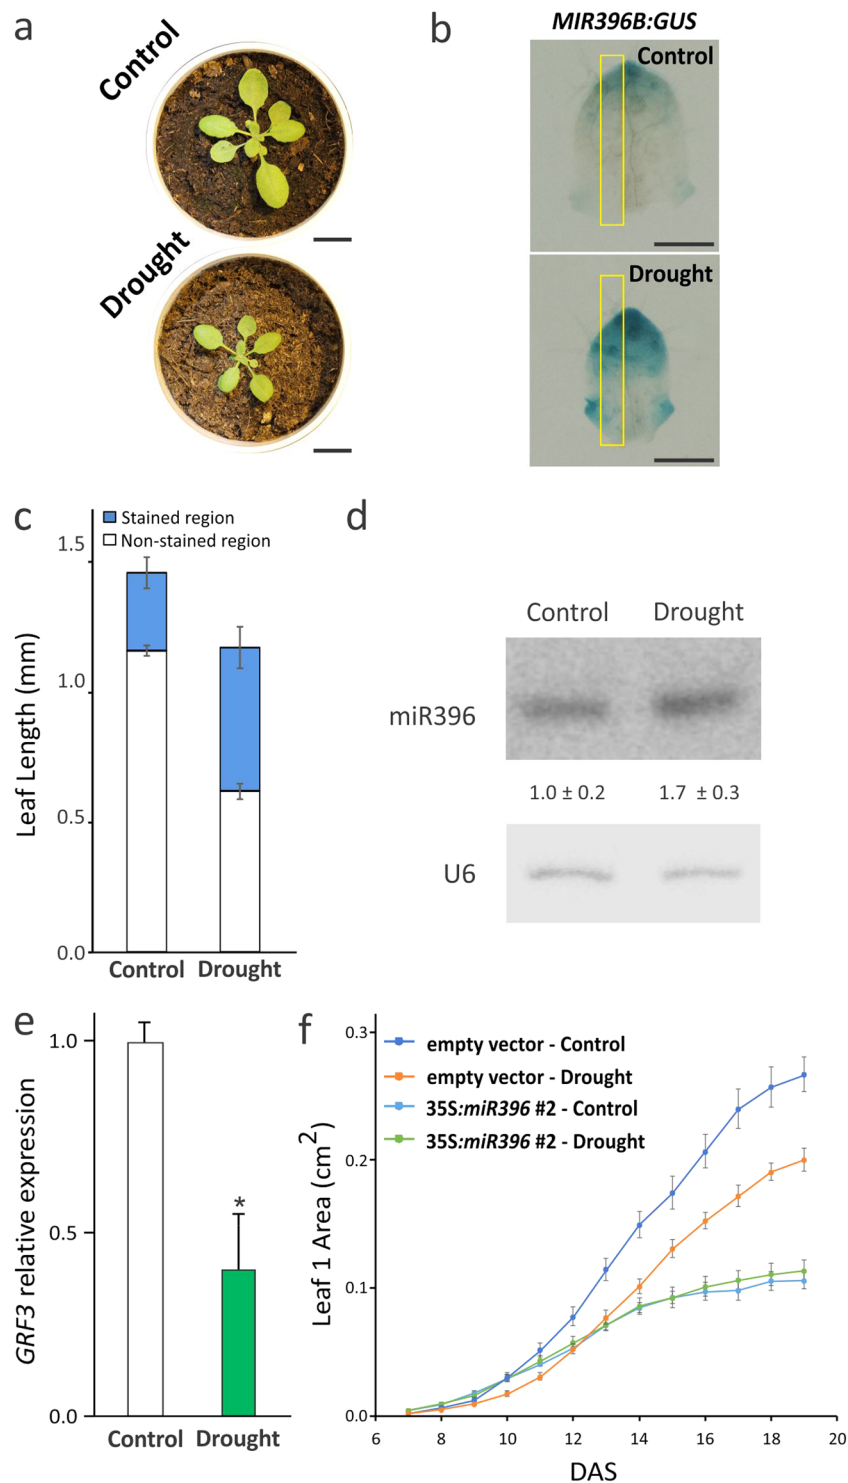 a
Control
Drought
b
MIR396B:GUS
Control
Drought
c
Stained region
Non-stained region
Leaf Length (mm)
1.5
1.0
0.5
0.0
Control Drought
d
Control Drought
miR396
1.0 ± 0.2 1.7 ± 0.3
U6
e
GRF3 relative expression
1.0
0.5
0.0
Control Drought
f
empty vector - Control
empty vector - Drought
35S:miR396 #2 - Control
35S:miR396 #2 - Drought
Leaf 1 Area (cm²)
0.3
0.2
0.1
0.0
6 8 10 12 14 16 18 20
DAS